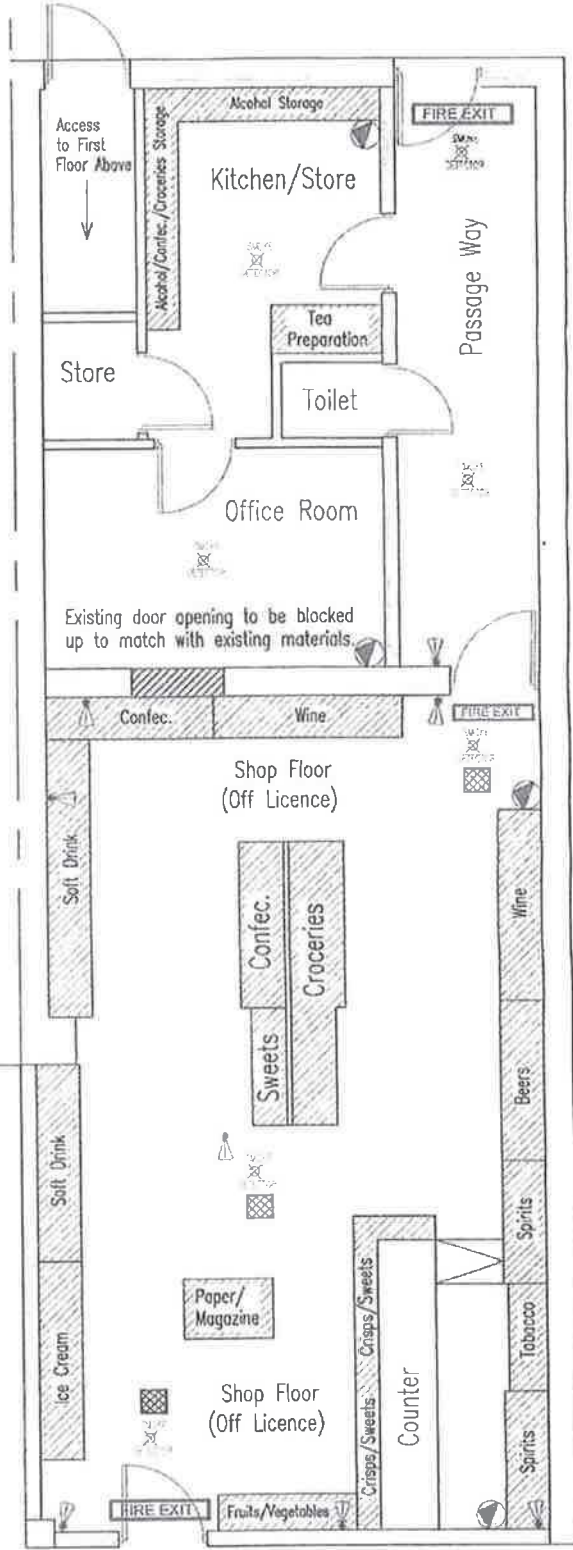 Access
to First
Floor Above
Alcohol Storage
Alcohol/Confec./Croceries Storage
Kitchen/Store
FIRE EXIT
SMOKE
DETECTOR
Passage Way
Tea
Preparation
Store
Toilet
Office Room
Existing door opening to be blocked
up to match with existing materials.
Confec.
Wine
FIRE EXIT
Shop Floor
(Off Licence)
Soft Drink
Confec.
Croceries
Sweets
Wine
Beers
Soft Drink
Spirits
Paper/
Magazine
Crisps/Sweets
Crisps/Sweets
Counter
Tobacco
Ice Cream
Shop Floor
(Off Licence)
Spirits
FIRE EXIT
Fruits/Vegetables